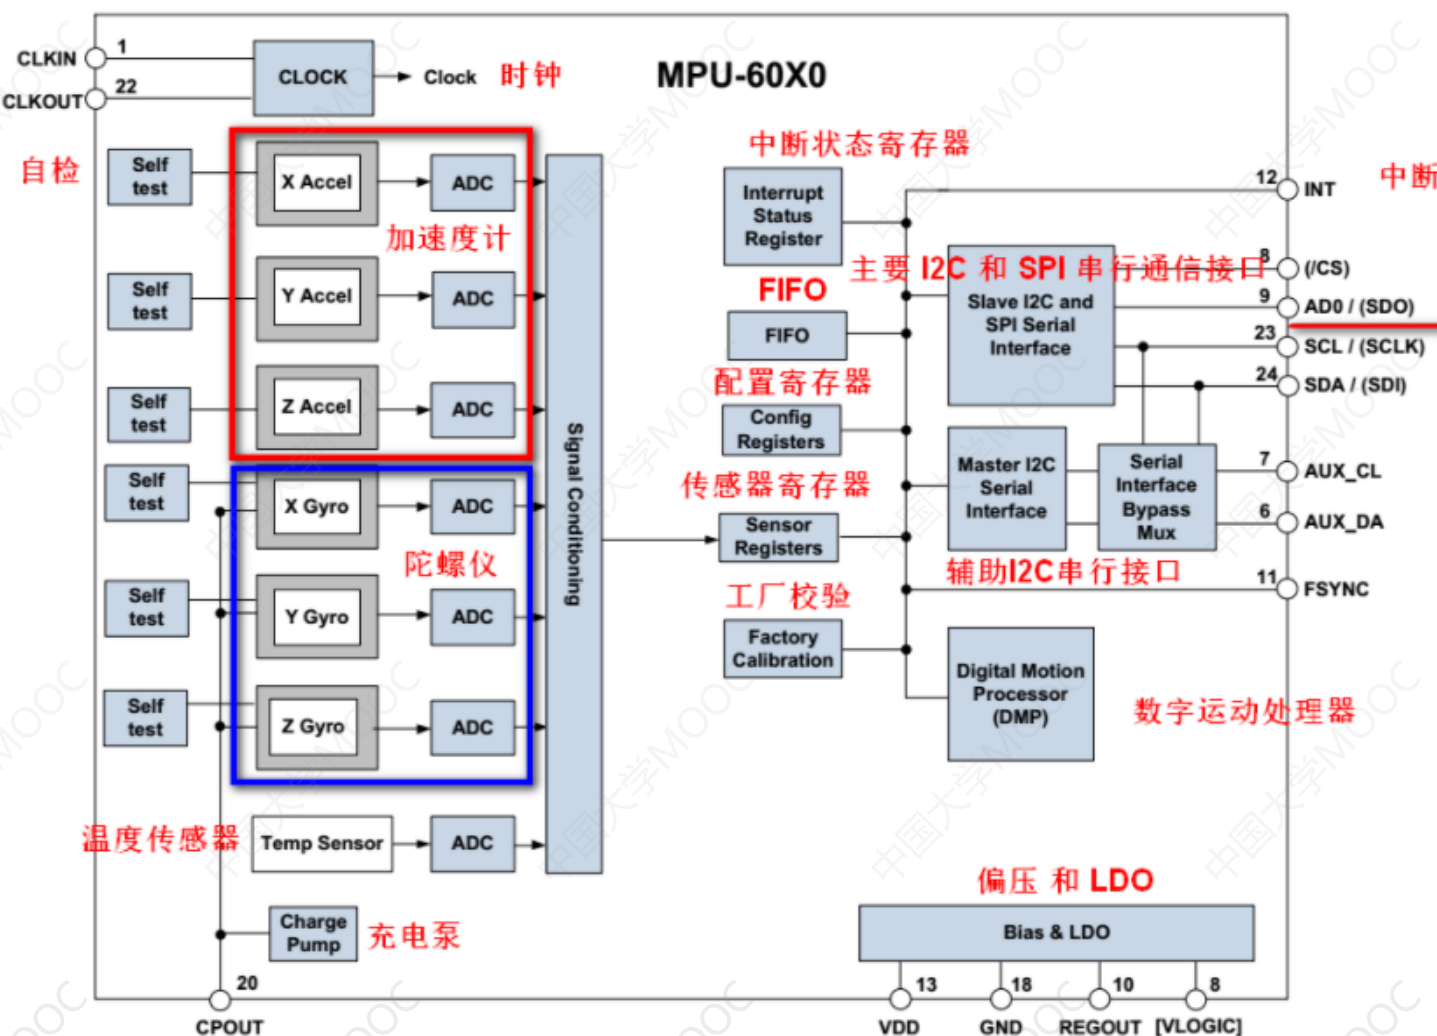 MPU-60X0
CLKIN
1
CLKOUT
22
CLOCK
Clock
时钟
自检
Self
test
X Accel
ADC
加速度计
Self
test
Y Accel
ADC
Self
test
Z Accel
ADC
Self
test
X Gyro
ADC
陀螺仪
Self
test
Y Gyro
ADC
Self
test
Z Gyro
ADC
温度传感器
Temp Sensor
ADC
Charge
Pump
充电泵
20
CPOUT
Signal Conditioning
中断状态寄存器
Interrupt
Status
Register
FIFO
FIFO
配置寄存器
Config
Registers
传感器寄存器
Sensor
Registers
工厂校验
Factory
Calibration
主要 I2C 和 SPI 串行通信接口
Slave I2C and
SPI Serial
Interface
Master I2C
Serial
Interface
Serial
Interface
Bypass
Mux
辅助I2C串行接口
Digital Motion
Processor
(DMP)
数字运动处理器
12
INT
中断
8
(/CS)
9
AD0 / (SDO)
23
SCL / (SCLK)
24
SDA / (SDI)
7
AUX_CL
6
AUX_DA
11
FSYNC
偏压 和 LDO
Bias & LDO
13
VDD
18
GND
10
REGOUT
8
[VLOGIC]
中国大学MOOC